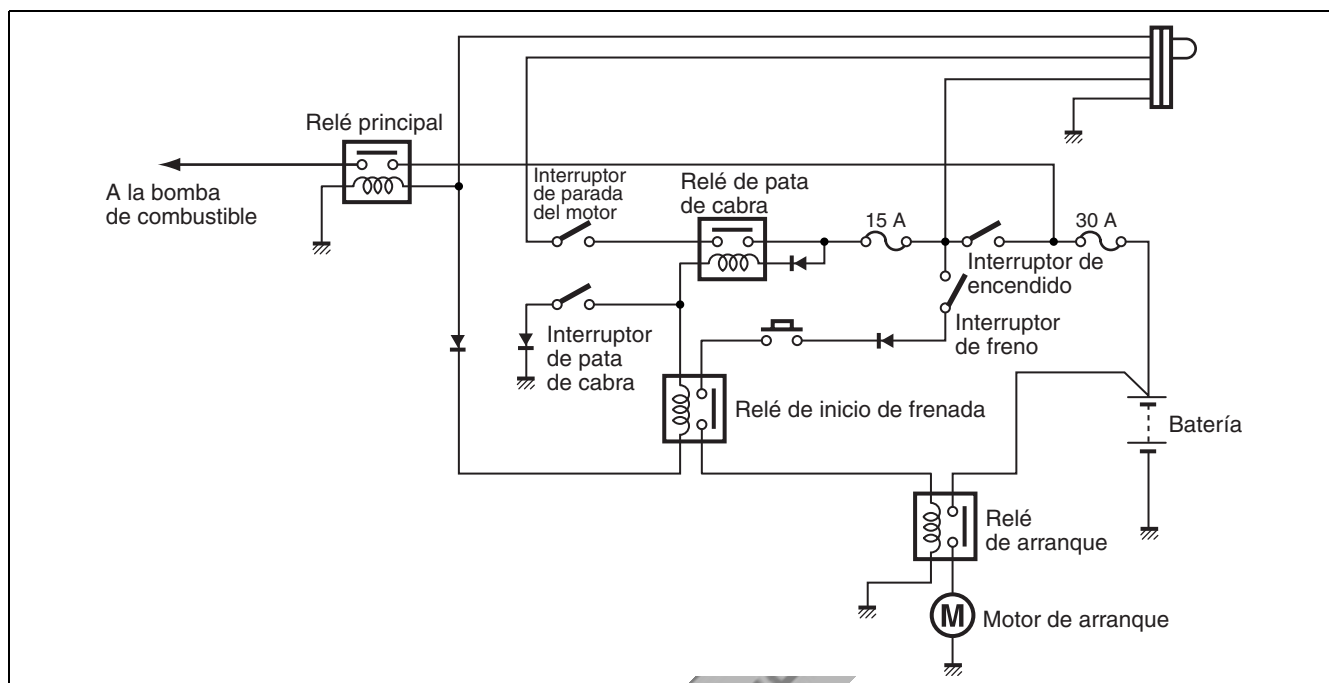 Relé principal
A la bomba
de combustible
Interruptor
de parada
del motor
Relé de pata
de cabra
15 A
30 A
Interruptor de
encendido
Interruptor
de pata
de cabra
Interruptor
de freno
Relé de inicio de frenada
Batería
Relé
de arranque
M
Motor de arranque